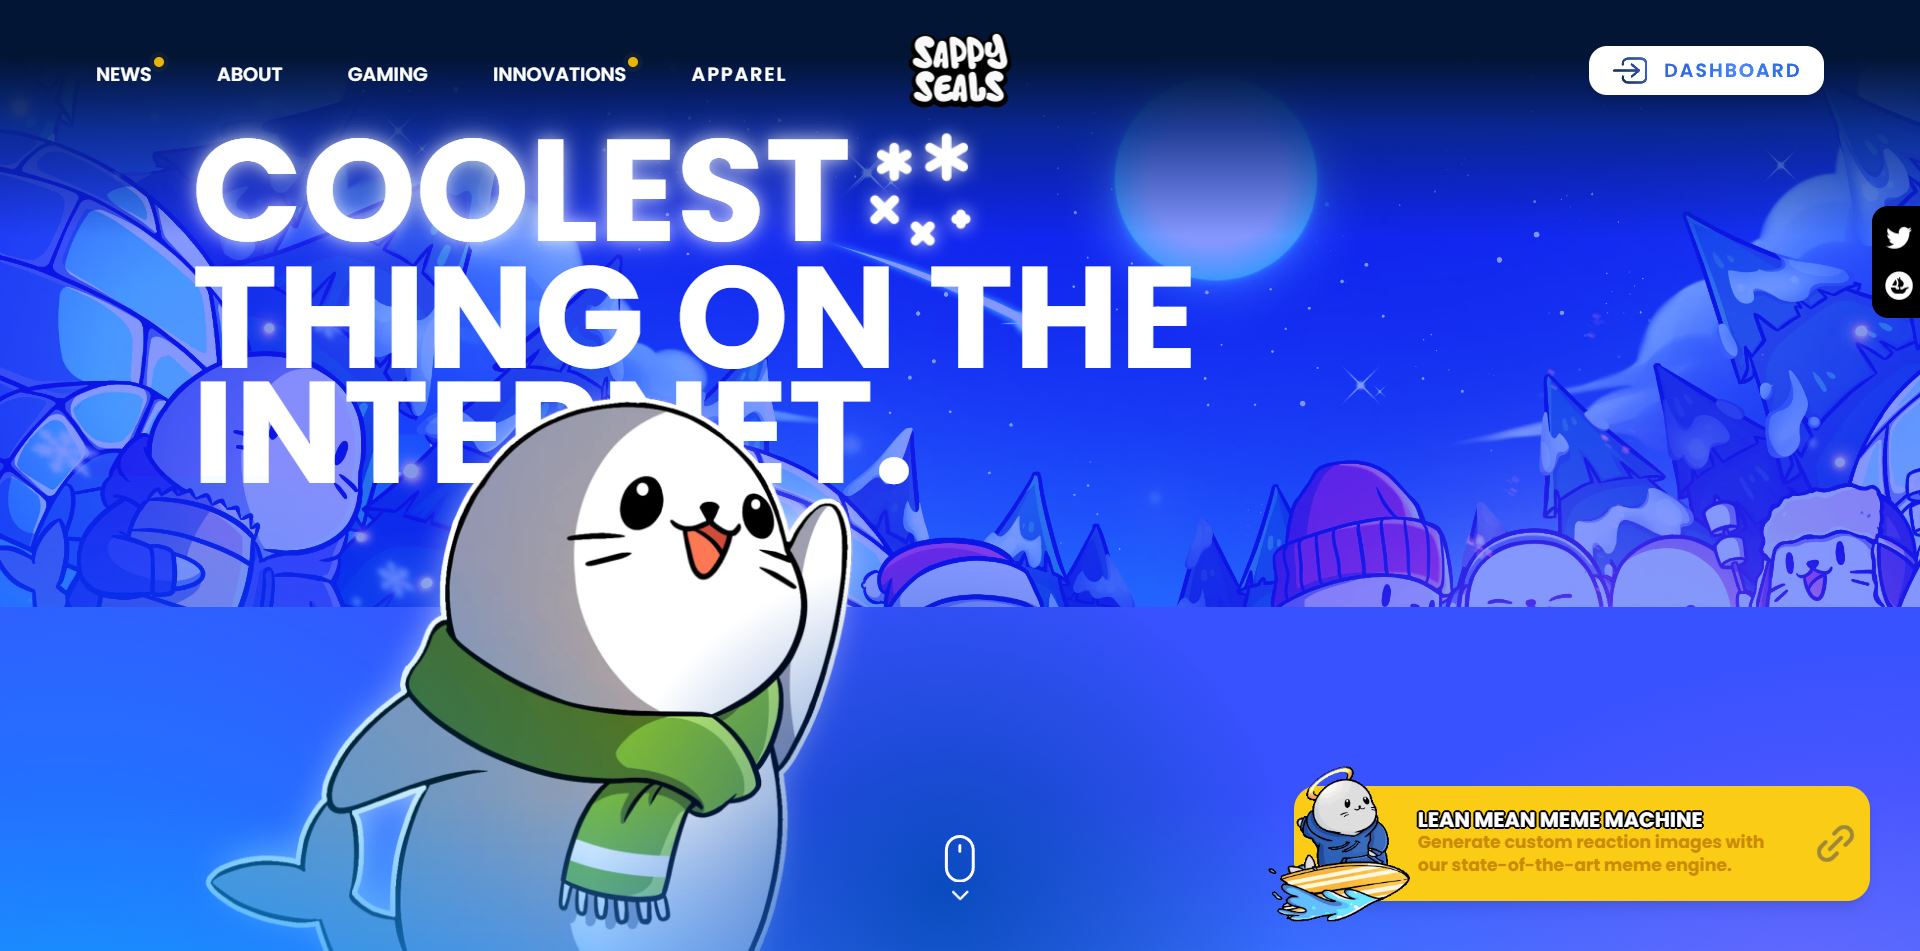 NEWS
ABOUT
GAMING
INNOVATIONS
APPAREL
SAPPY
SEALS
DASHBOARD
COOLEST
THING ON THE
INTERNET.
LEAN MEAN MEME MACHINE
Generate custom reaction images with
our state-of-the-art meme engine.